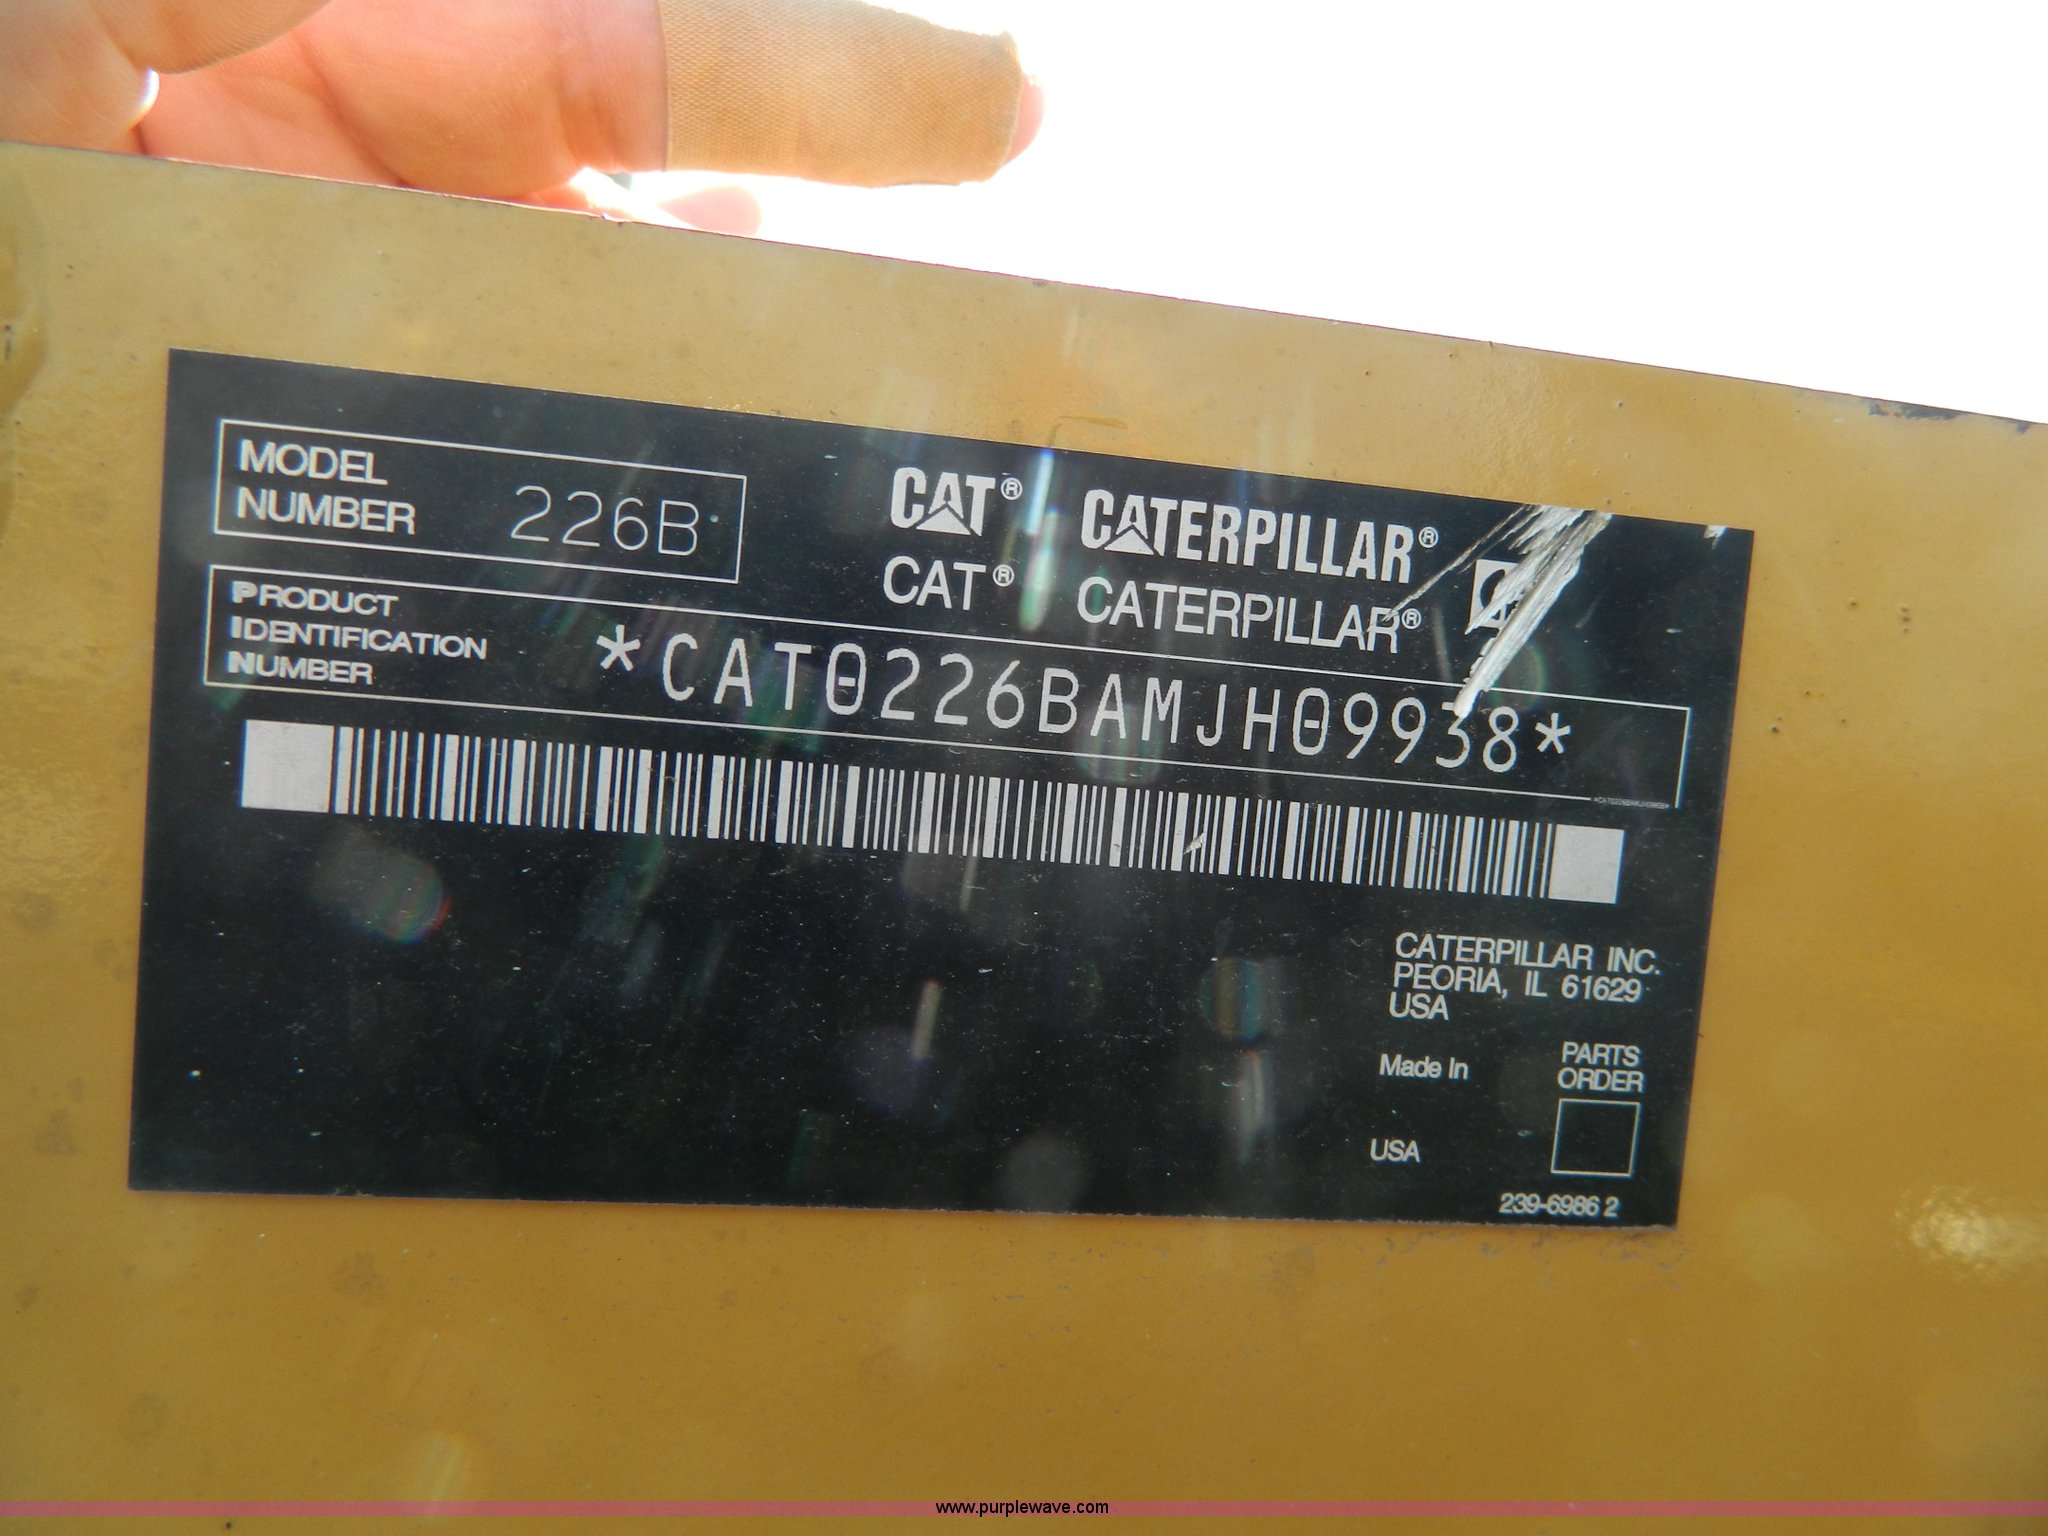 MODEL
NUMBER 226B
CAT® CATERPILLAR®
CAT® CATERPILLAR®
PRODUCT
IDENTIFICATION
NUMBER
*CAT0226BAMJH09938*
*CAT0226BAMJH09938*
CATERPILLAR INC.
PEORIA, IL 61629
USA
Made In
USA
PARTS
ORDER
239-6986 2
www.purplewave.com